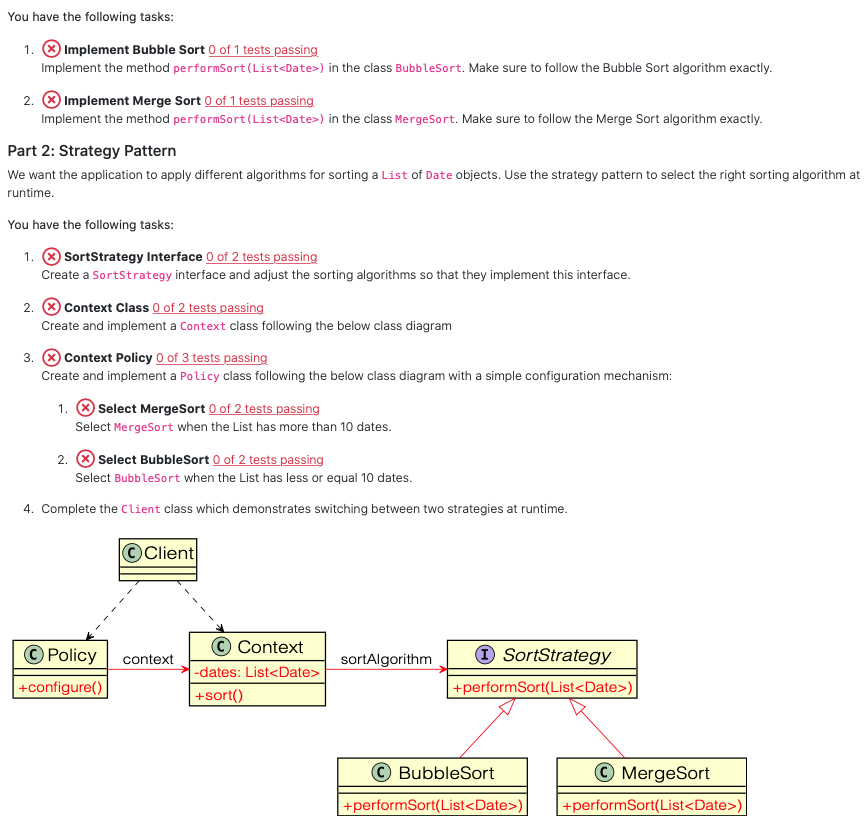 You have the following tasks:
1. Implement Bubble Sort 0 of 1 tests passing
Implement the method performSort(List<Date>) in the class BubbleSort. Make sure to follow the Bubble Sort algorithm exactly.
2. Implement Merge Sort 0 of 1 tests passing
Implement the method performSort(List<Date>) in the class MergeSort. Make sure to follow the Merge Sort algorithm exactly.
Part 2: Strategy Pattern
We want the application to apply different algorithms for sorting a List of Date objects. Use the strategy pattern to select the right sorting algorithm at
runtime.
You have the following tasks:
1. SortStrategy Interface 0 of 2 tests passing
Create a SortStrategy interface and adjust the sorting algorithms so that they implement this interface.
2. Context Class 0 of 2 tests passing
Create and implement a Context class following the below class diagram
3. Context Policy 0 of 3 tests passing
Create and implement a Policy class following the below class diagram with a simple configuration mechanism:
1. Select MergeSort 0 of 2 tests passing
Select MergeSort when the List has more than 10 dates.
2. Select BubbleSort 0 of 2 tests passing
Select BubbleSort when the List has less or equal 10 dates.
4. Complete the Client class which demonstrates switching between two strategies at runtime.
C Client
C Policy
+configure()
context
C Context
-dates: List<Date>
+sort()
sortAlgorithm
I SortStrategy
+performSort(List<Date>)
C BubbleSort
+performSort(List<Date>)
C MergeSort
+performSort(List<Date>)